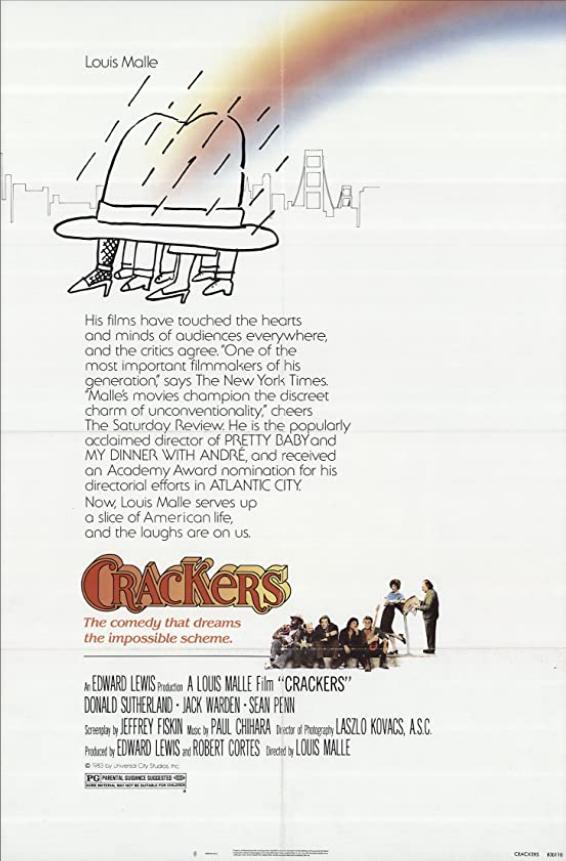 Louis Malle
His films have touched the hearts
and minds of audiences everywhere,
and the critics agree. "One of the
most important filmmakers of his
generation," says The New York Times.
"Malle's movies champion the discreet
charm of unconventionality," cheers
The Saturday Review. He is the popularly
acclaimed director of PRETTY BABY and
MY DINNER WITH ANDRÉ, and received
an Academy Award nomination for his
directorial efforts in ATLANTIC CITY.
Now, Louis Malle serves up
a slice of American life,
and the laughs are on us.
CRACKERS
The comedy that dreams
the impossible scheme.
An EDWARD LEWIS Production A LOUIS MALLE Film "CRACKERS"
DONALD SUTHERLAND • JACK WARDEN • SEAN PENN
Screenplay by JEFFREY FISKIN Music by PAUL CHIHARA Director of Photography LASZLO KOVACS, A.S.C.
Produced by EDWARD LEWIS and ROBERT CORTES Directed by LOUIS MALLE
© 1983 by Universal City Studios, Inc.
PG PARENTAL GUIDANCE SUGGESTED
SOME MATERIAL MAY NOT BE SUITABLE FOR CHILDREN
CRACKERS 830116